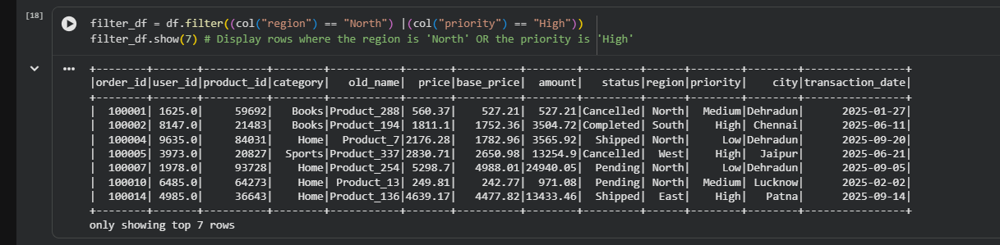 [18]
filter_df = df.filter((col("region") == "North") |(col("priority") == "High"))
filter_df.show(7) # Display rows where the region is 'North' OR the priority is 'High'
+--------+-------+----------+--------+-----------+-------+----------+--------+---------+------+--------+--------+----------------+
|order_id|user_id|product_id|category|   old_name|  price|base_price|  amount|   status|region|priority|    city|transaction_date|
+--------+-------+----------+--------+-----------+-------+----------+--------+---------+------+--------+--------+----------------+
|  100001| 1625.0|     59692|   Books|Product_288| 560.37|    527.21|  527.21|Cancelled| North|  Medium|Dehradun|      2025-01-27|
|  100002| 8147.0|     21483|   Books|Product_194| 1811.1|   1752.36| 3504.72|Completed| South|    High| Chennai|      2025-06-11|
|  100004| 9635.0|     84031|    Home|  Product_7|2176.28|   1782.96| 3565.92|  Shipped| North|     Low|Dehradun|      2025-09-20|
|  100005| 3973.0|     20827|  Sports|Product_337|2830.71|   2650.98| 13254.9|Cancelled|  West|    High|  Jaipur|      2025-06-21|
|  100007| 1978.0|     93728|    Home|Product_254| 5298.7|   4988.01|24940.05|  Pending| North|     Low|Dehradun|      2025-09-05|
|  100010| 6485.0|     64273|    Home| Product_13| 249.81|    242.77|  971.08|  Pending| North|  Medium| Lucknow|      2025-02-02|
|  100014| 4985.0|     36643|    Home|Product_136|4639.17|   4477.82|13433.46|  Shipped|  East|    High|   Patna|      2025-09-14|
+--------+-------+----------+--------+-----------+-------+----------+--------+---------+------+--------+--------+----------------+
only showing top 7 rows